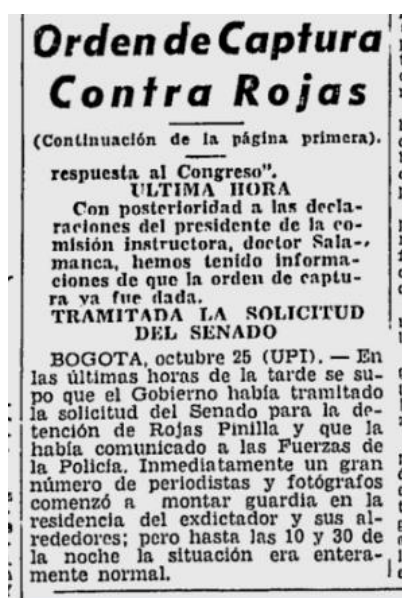 Orden de Captura
Contra Rojas
(Continuación de la página primera).
respuesta al Congreso".
ULTIMA HORA
Con posterioridad a las decla-
raciones del presidente de la co-
misión instructora, doctor Sala-
manca, hemos tenido informa-
ciones de que la orden de captu-
ra ya fue dada.
TRAMITADA LA SOLICITUD
DEL SENADO
BOGOTA, octubre 25 (UPI). — En
las últimas horas de la tarde se su-
po que el Gobierno había tramitado
la solicitud del Senado para la de-
tención de Rojas Pinilla y que la
había comunicado a las Fuerzas de
la Policía. Inmediatamente un gran
número de periodistas y fotógrafos
comenzó a montar guardia en la
residencia del exdictador y sus al-
rededores; pero hasta las 10 y 30 de
la noche la situación era entera-
mente normal.